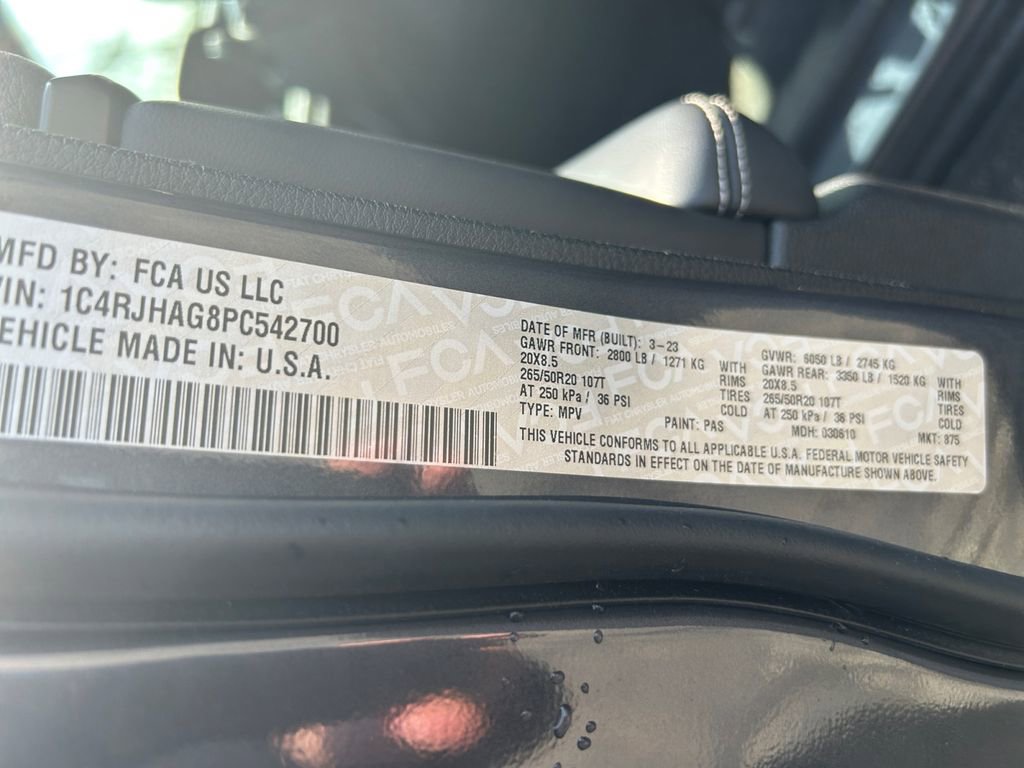 MFD BY: FCA US LLC
VIN: 1C4RJHAG8PC542700
VEHICLE MADE IN: U.S.A.
DATE OF MFR (BUILT): 3-23
GAWR FRONT: 2800 LB / 1271 KG WITH
20X8.5 RIMS
265/50R20 107T TIRES
AT 250 kPa / 36 PSI COLD
TYPE: MPV PAINT: PAS
GVWR: 6050 LB / 2745 KG
GAWR REAR: 3350 LB / 1520 KG WITH
20X8.5 RIMS
265/50R20 107T TIRES
AT 250 kPa / 36 PSI COLD
MDH: 030610 MKT: 875
THIS VEHICLE CONFORMS TO ALL APPLICABLE U.S.A. FEDERAL MOTOR VEHICLE SAFETY
STANDARDS IN EFFECT ON THE DATE OF MANUFACTURE SHOWN ABOVE.